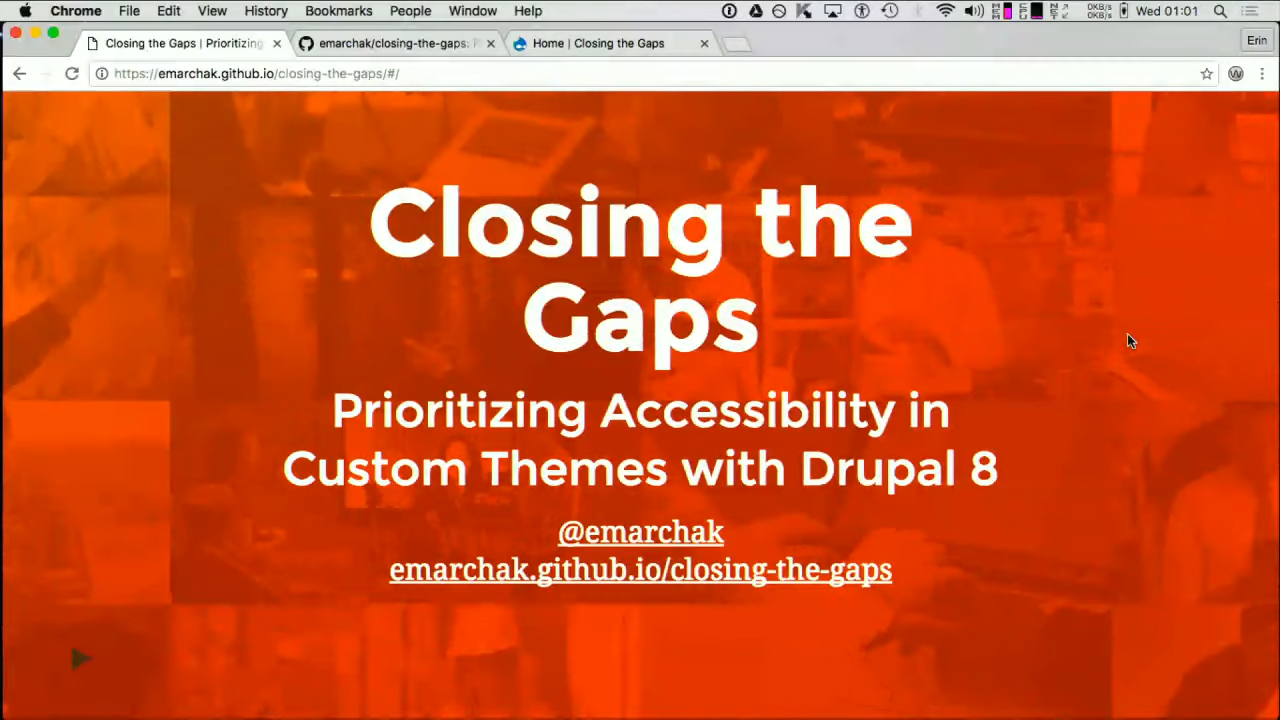 Chrome File Edit View History Bookmarks People Window Help 0KB/s 0KB/s Wed 01:01
Closing the Gaps | Prioritizing emarchak/closing-the-gaps: Home | Closing the Gaps Erin
https://emarchak.github.io/closing-the-gaps/#/
Closing the
Gaps
Prioritizing Accessibility in
Custom Themes with Drupal 8
@emarchak
emarchak.github.io/closing-the-gaps